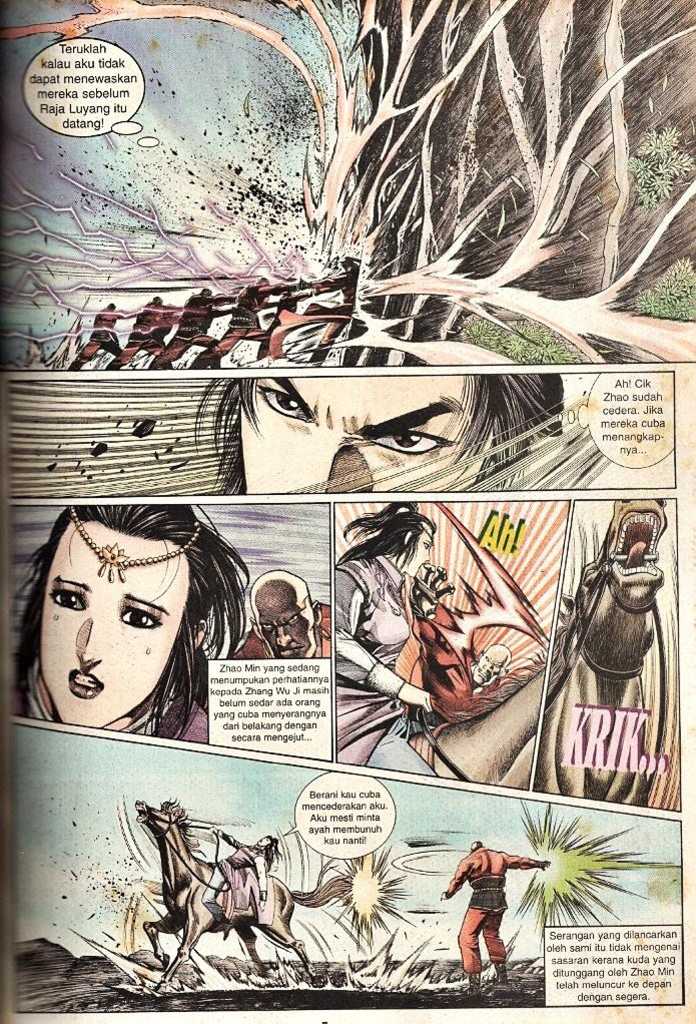 Teruklah
kalau aku tidak
dapat menewaskan
mereka sebelum
Raja Luyang itu
datang!
Ah! Cik
Zhao sudah
cedera. Jika
mereka cuba
menangkap-
nya...
Zhao Min yang sedang
menumpukan perhatiannya
kepada Zhang Wu Ji masih
belum sedar ada orang
yang cuba menyerangnya
dari belakang dengan
secara mengejut...
Ah!
KRIK...
Berani kau cuba
mencederakan aku.
Aku mesti minta
ayah membunuh
kau nanti!
Serangan yang dilancarkan
oleh sami itu tidak mengenai
sasaran kerana kuda yang
ditunggang oleh Zhao Min
telah meluncur ke depan
dengan segera.